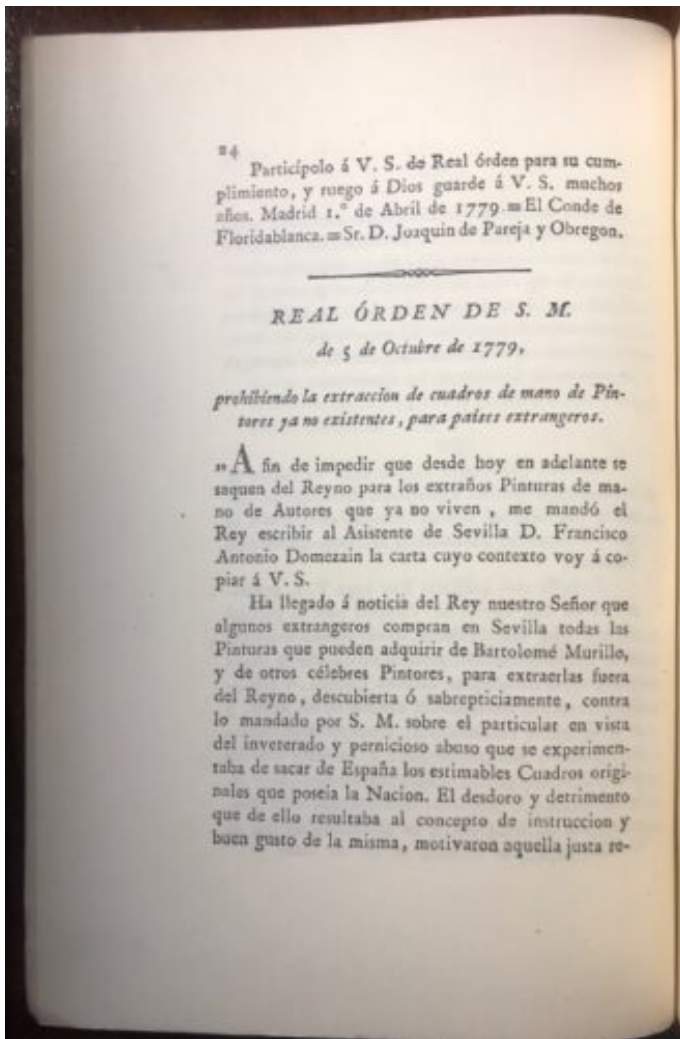 24
Particípolo á V. S. de Real órden para su cum-
plimiento, y ruego á Dios guarde á V. S. muchos
años. Madrid 1.º de Abril de 1779.=El Conde de
Floridablanca.=Sr. D. Joaquin de Pareja y Obregon.
REAL ÓRDEN DE S. M.
de 5 de Octubre de 1779,
prohibiendo la extraccion de cuadros de mano de Pin-
tores ya no existentes, para paises extrangeros.
„A fin de impedir que desde hoy en adelante se
saquen del Reyno para los extraños Pinturas de ma-
no de Autores que ya no viven , me mandó el
Rey escribir al Asistente de Sevilla D. Francisco
Antonio Domezain la carta cuyo contexto voy á co-
piar á V. S.
Ha llegado á noticia del Rey nuestro Señor que
algunos extrangeros compran en Sevilla todas las
Pinturas que pueden adquirir de Bartolomé Murillo,
y de otros célebres Pintores, para extraerlas fuera
del Reyno, descubierta ó sabrepticiamente, contra
lo mandado por S. M. sobre el particular en vista
del inveterado y pernicioso abuso que se experimen-
taba de sacar de España los estimables Cuadros origi-
nales que poseia la Nacion. El desdoro y detrimento
que de ello resultaba al concepto de instruccion y
buen gusto de la misma, motivaron aquella justa re-